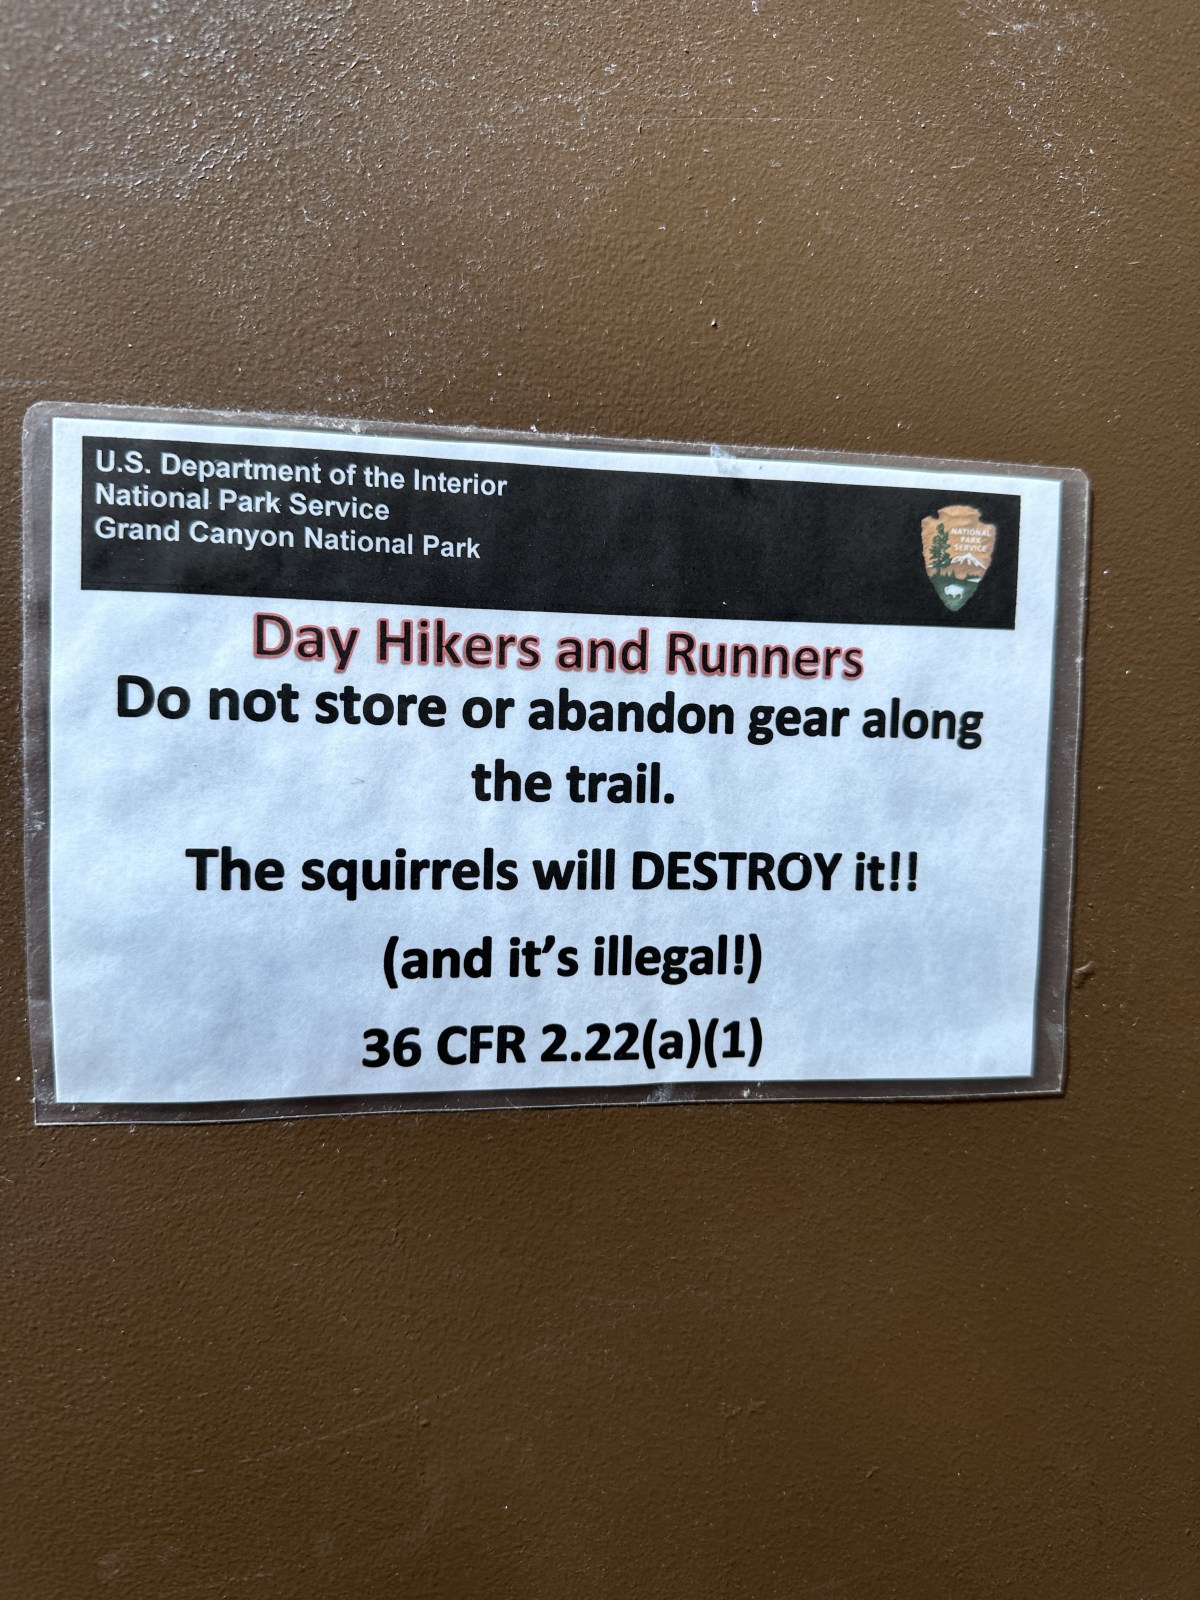 U.S. Department of the Interior
National Park Service
Grand Canyon National Park
NATIONAL
PARK
SERVICE
Day Hikers and Runners
Do not store or abandon gear along
the trail.
The squirrels will DESTROY it!!
(and it's illegal!)
36 CFR 2.22(a)(1)